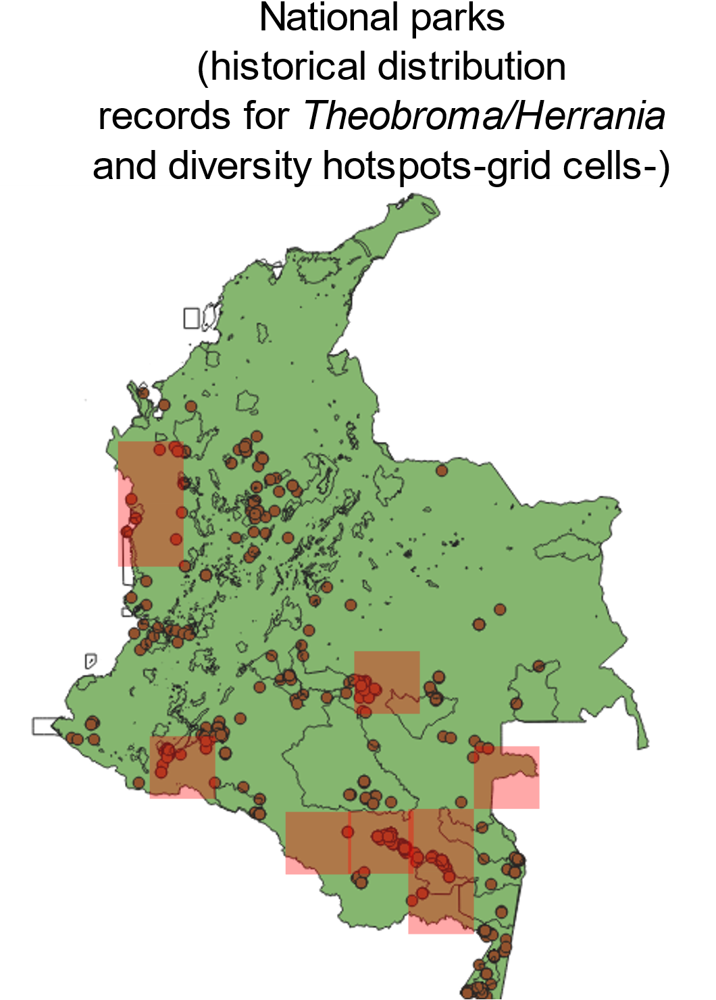 National parks
(historical distribution
records for Theobroma/Herrania
and diversity hotspots-grid cells-)